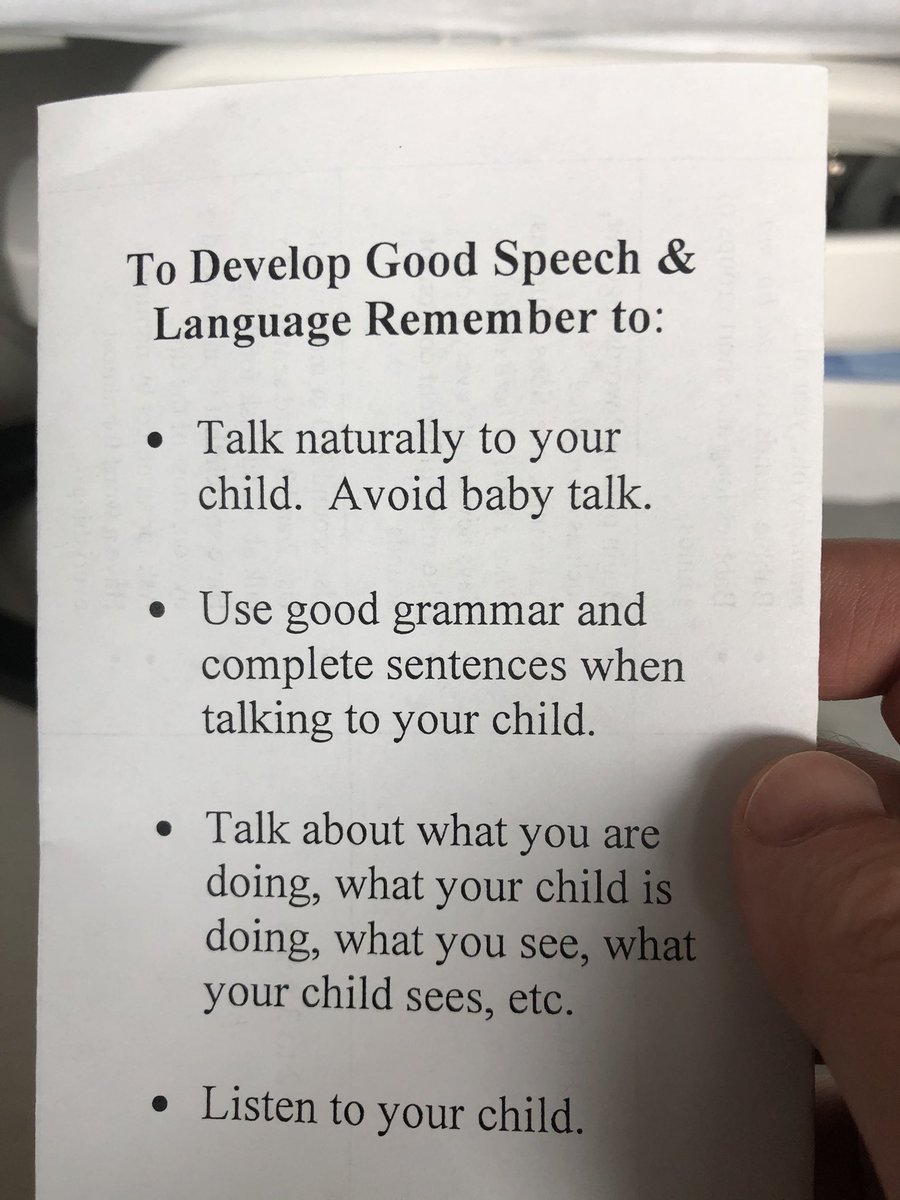 To Develop Good Speech &
Language Remember to:
• Talk naturally to your
child.  Avoid baby talk.
• Use good grammar and
complete sentences when
talking to your child.
• Talk about what you are
doing, what your child is
doing, what you see, what
your child sees, etc.
• Listen to your child.